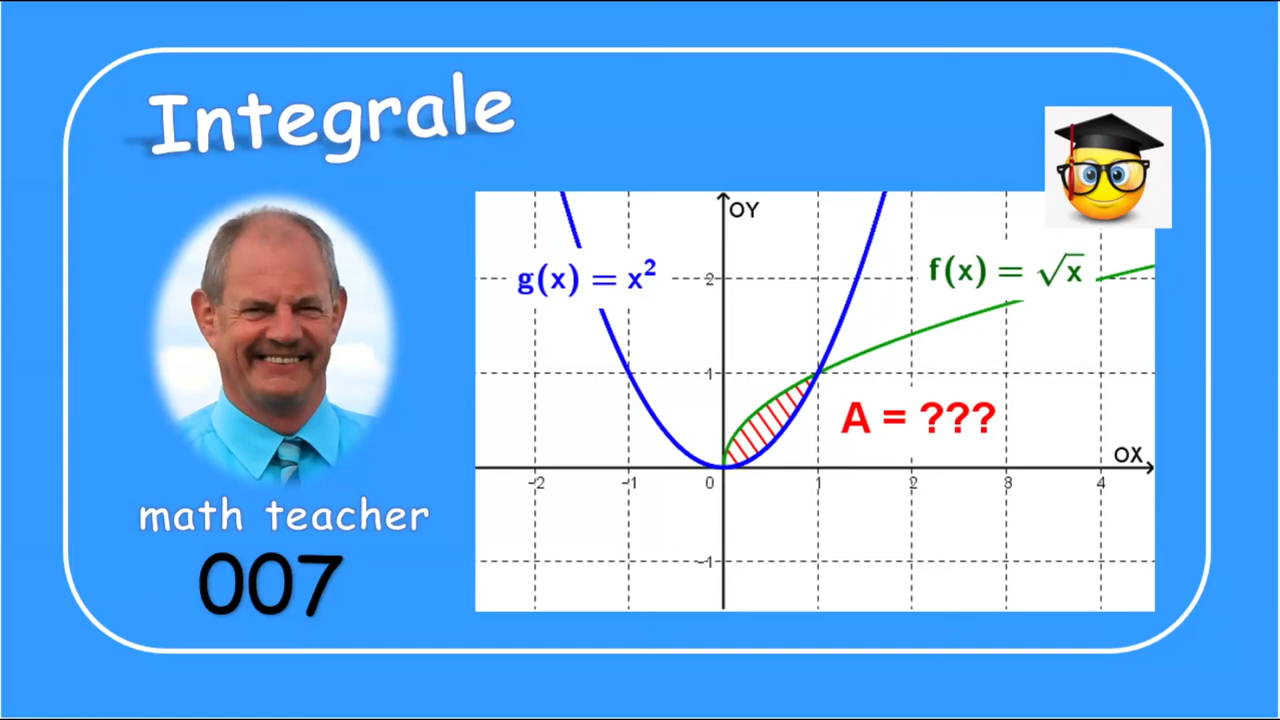 Integrale
OY
g(x) = x²
2
f(x) = √x
1
A = ???
OX
-2
-1
0
1
2
3
4
-1
math teacher
007